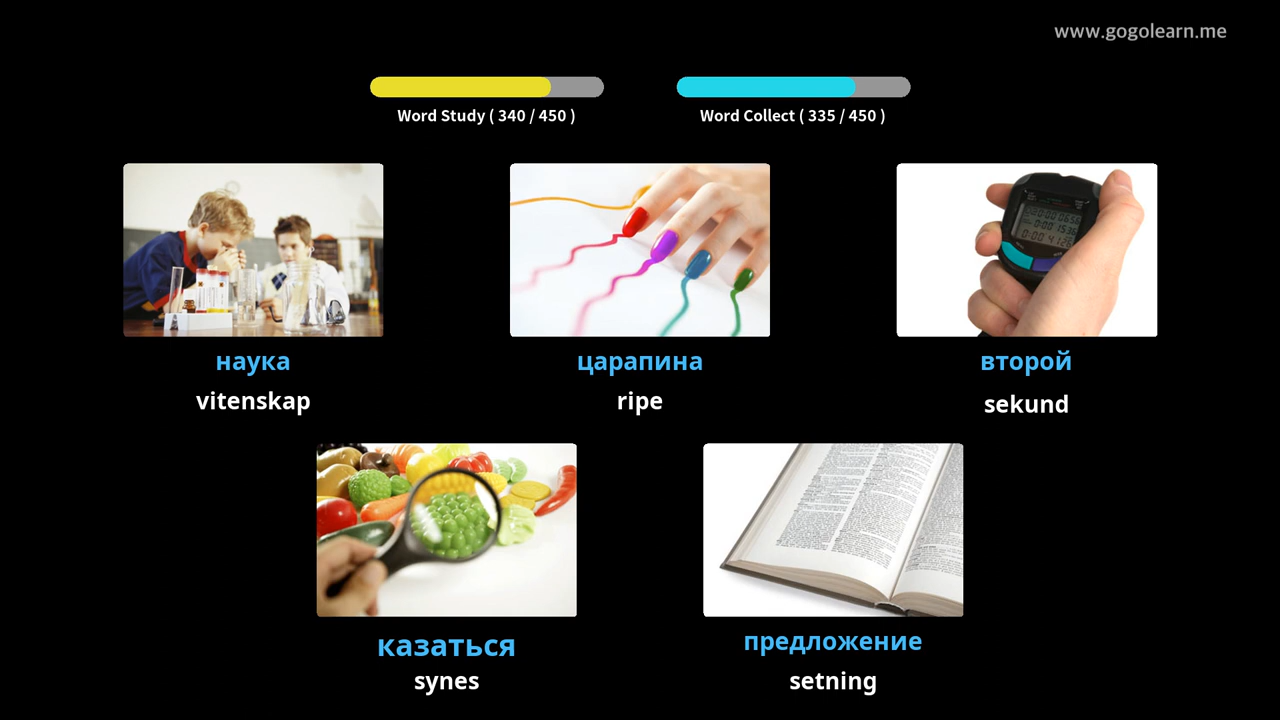 www.gogolearn.me
Word Study ( 340 / 450 )
Word Collect ( 335 / 450 )
наука
vitenskap
царапина
ripe
второй
sekund
казаться
synes
предложение
setning